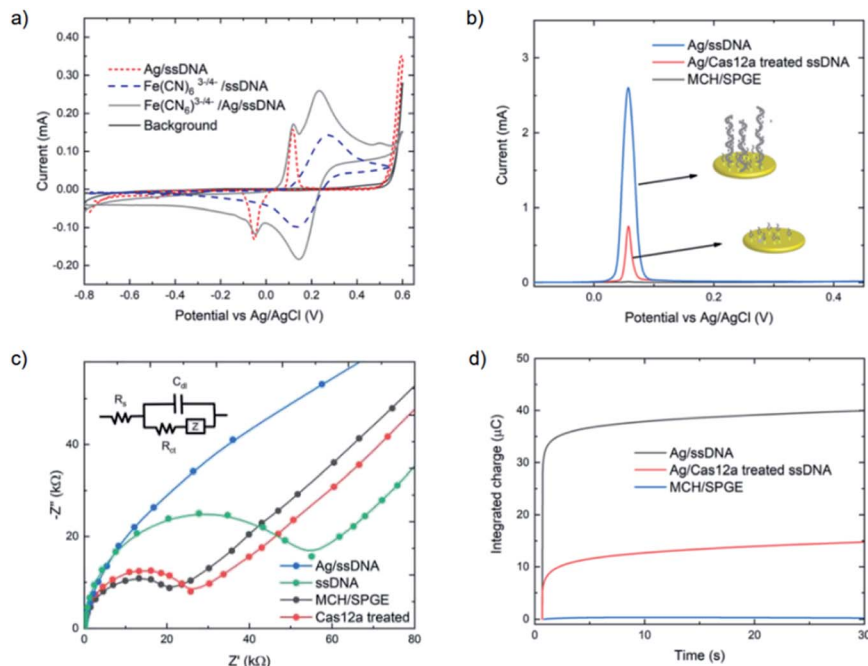 a)
0.40
0.30
0.20
0.10
0.00
0.10
0.20
Current (mA)
Ag/ssDNA
Fe(CN)6 3-/4- /ssDNA
Fe(CN6)3-/4- /Ag/ssDNA
Background
-0.8 -0.6 -0.4 -0.2 0.0 0.2 0.4 0.6
Potential vs Ag/AgCl (V)
b)
3
2
1
0
Current (mA)
Ag/ssDNA
Ag/Cas12a treated ssDNA
MCH/SPGE
0.0 0.2 0.4
Potential vs Ag/AgCl (V)
c)
40
20
0
-Z" (kΩ)
Rs
Cdl
Rct
Z
Ag/ssDNA
ssDNA
MCH/SPGE
Cas12a treated
0 20 40 60 80
Z' (kΩ)
d)
50
40
30
20
10
0
Integrated charge (μC)
Ag/ssDNA
Ag/Cas12a treated ssDNA
MCH/SPGE
0 10 20 30
Time (s)